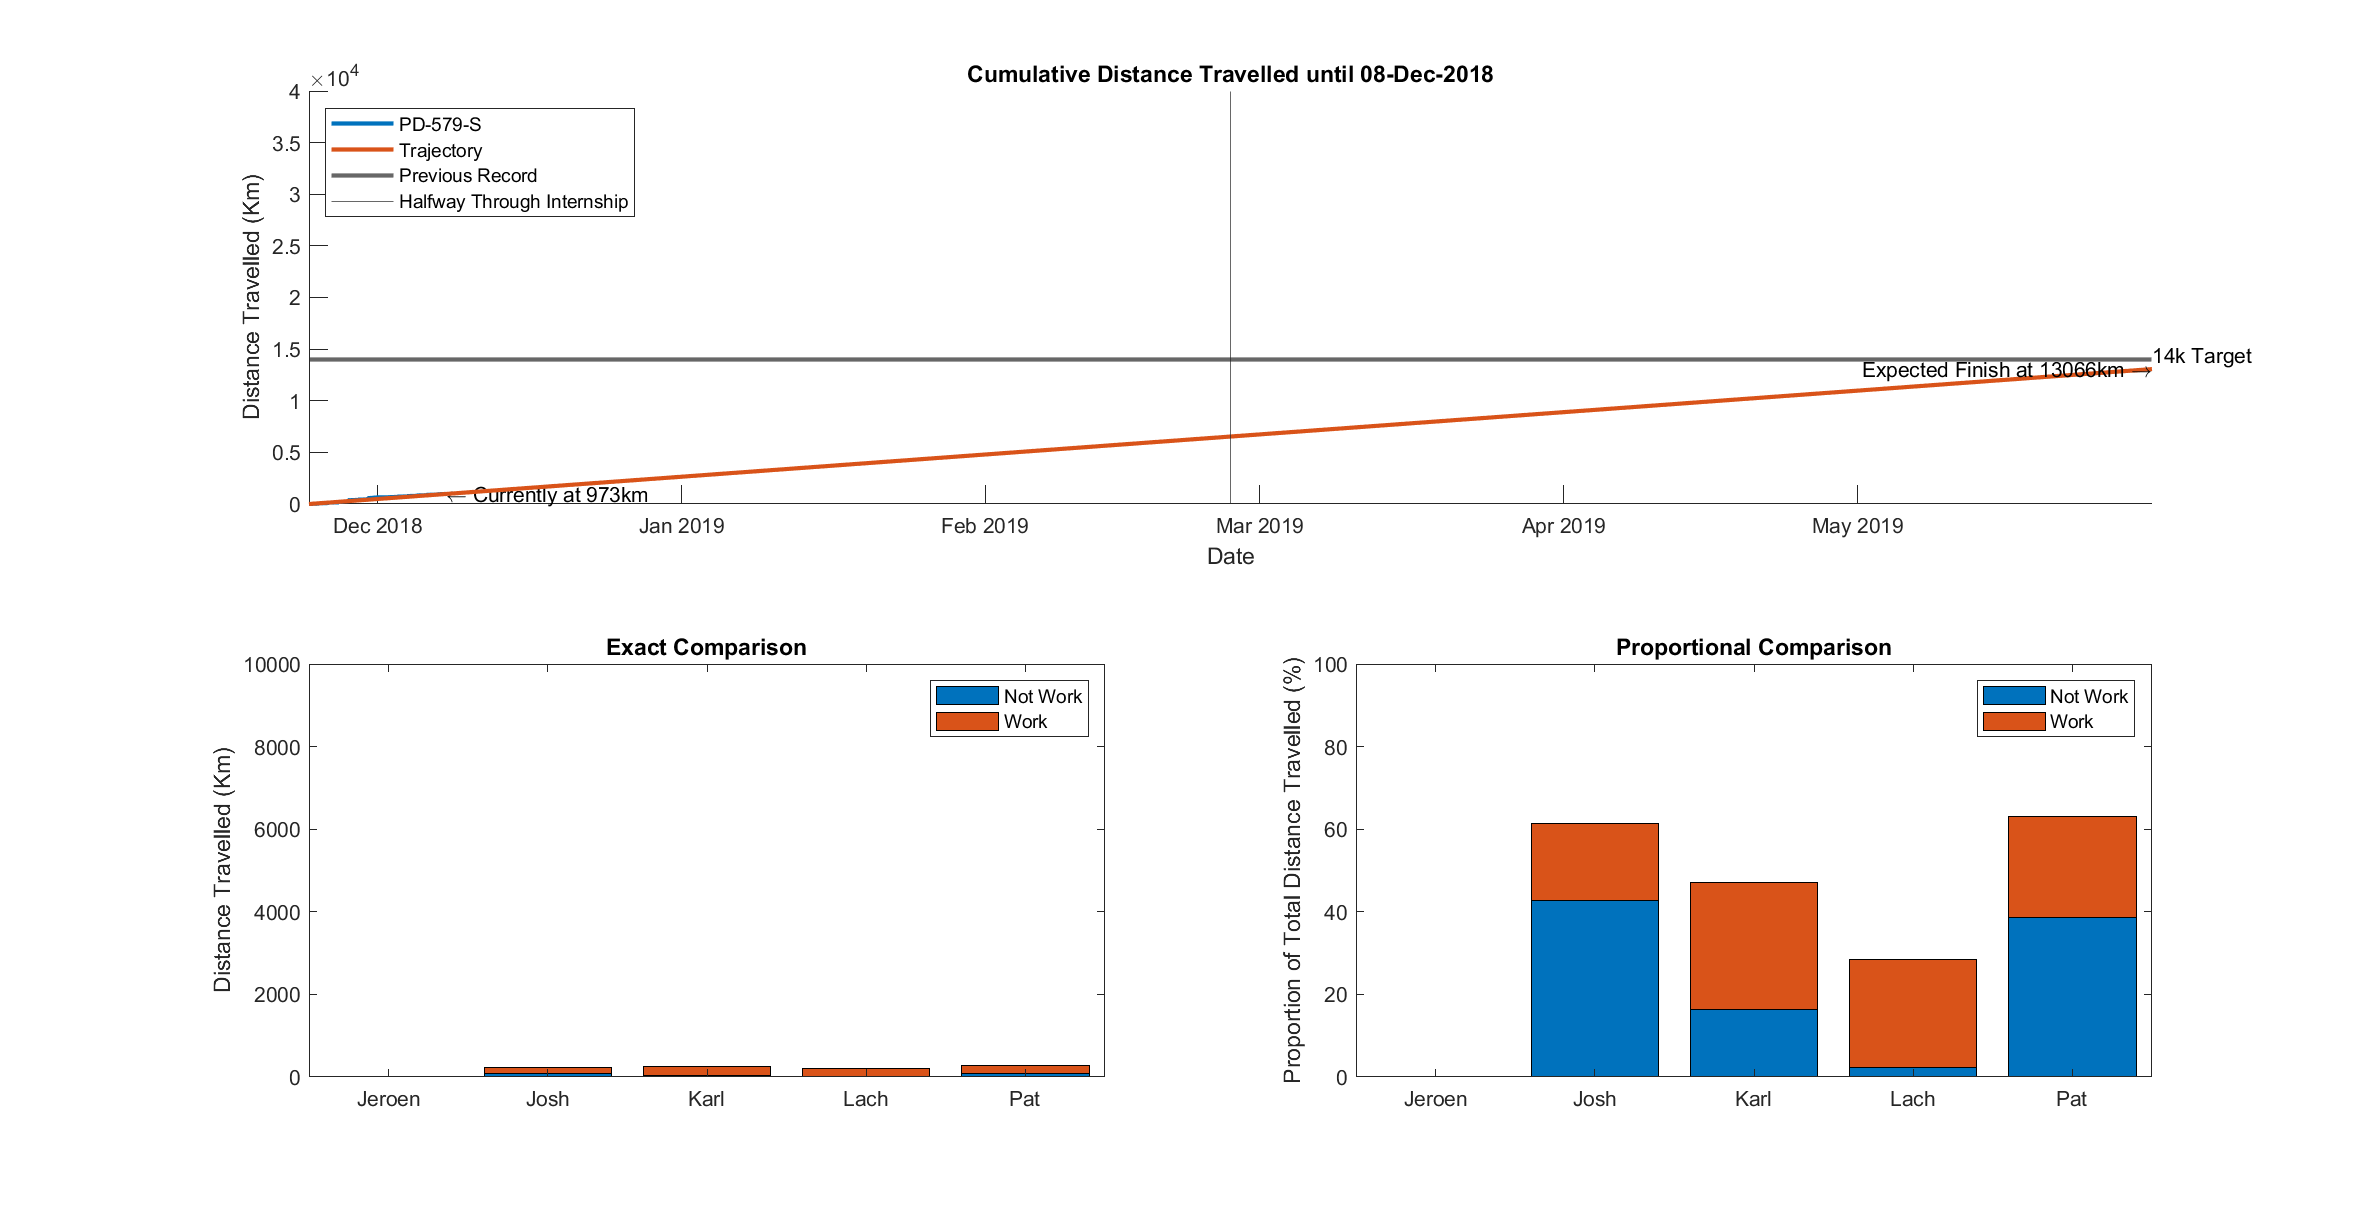 Cumulative Distance Travelled until 08-Dec-2018
×10^4
4
3.5
3
2.5
2
1.5
1
0.5
0
Distance Travelled (Km)
PD-579-S
Trajectory
Previous Record
Halfway Through Internship
14k Target
Expected Finish at 13066km →
← Currently at 973km
Dec 2018 Jan 2019 Feb 2019 Mar 2019 Apr 2019 May 2019
Date
Exact Comparison
10000
8000
6000
4000
2000
0
Distance Travelled (Km)
Not Work
Work
Jeroen Josh Karl Lach Pat
Proportional Comparison
100
80
60
40
20
0
Proportion of Total Distance Travelled (%)
Not Work
Work
Jeroen Josh Karl Lach Pat